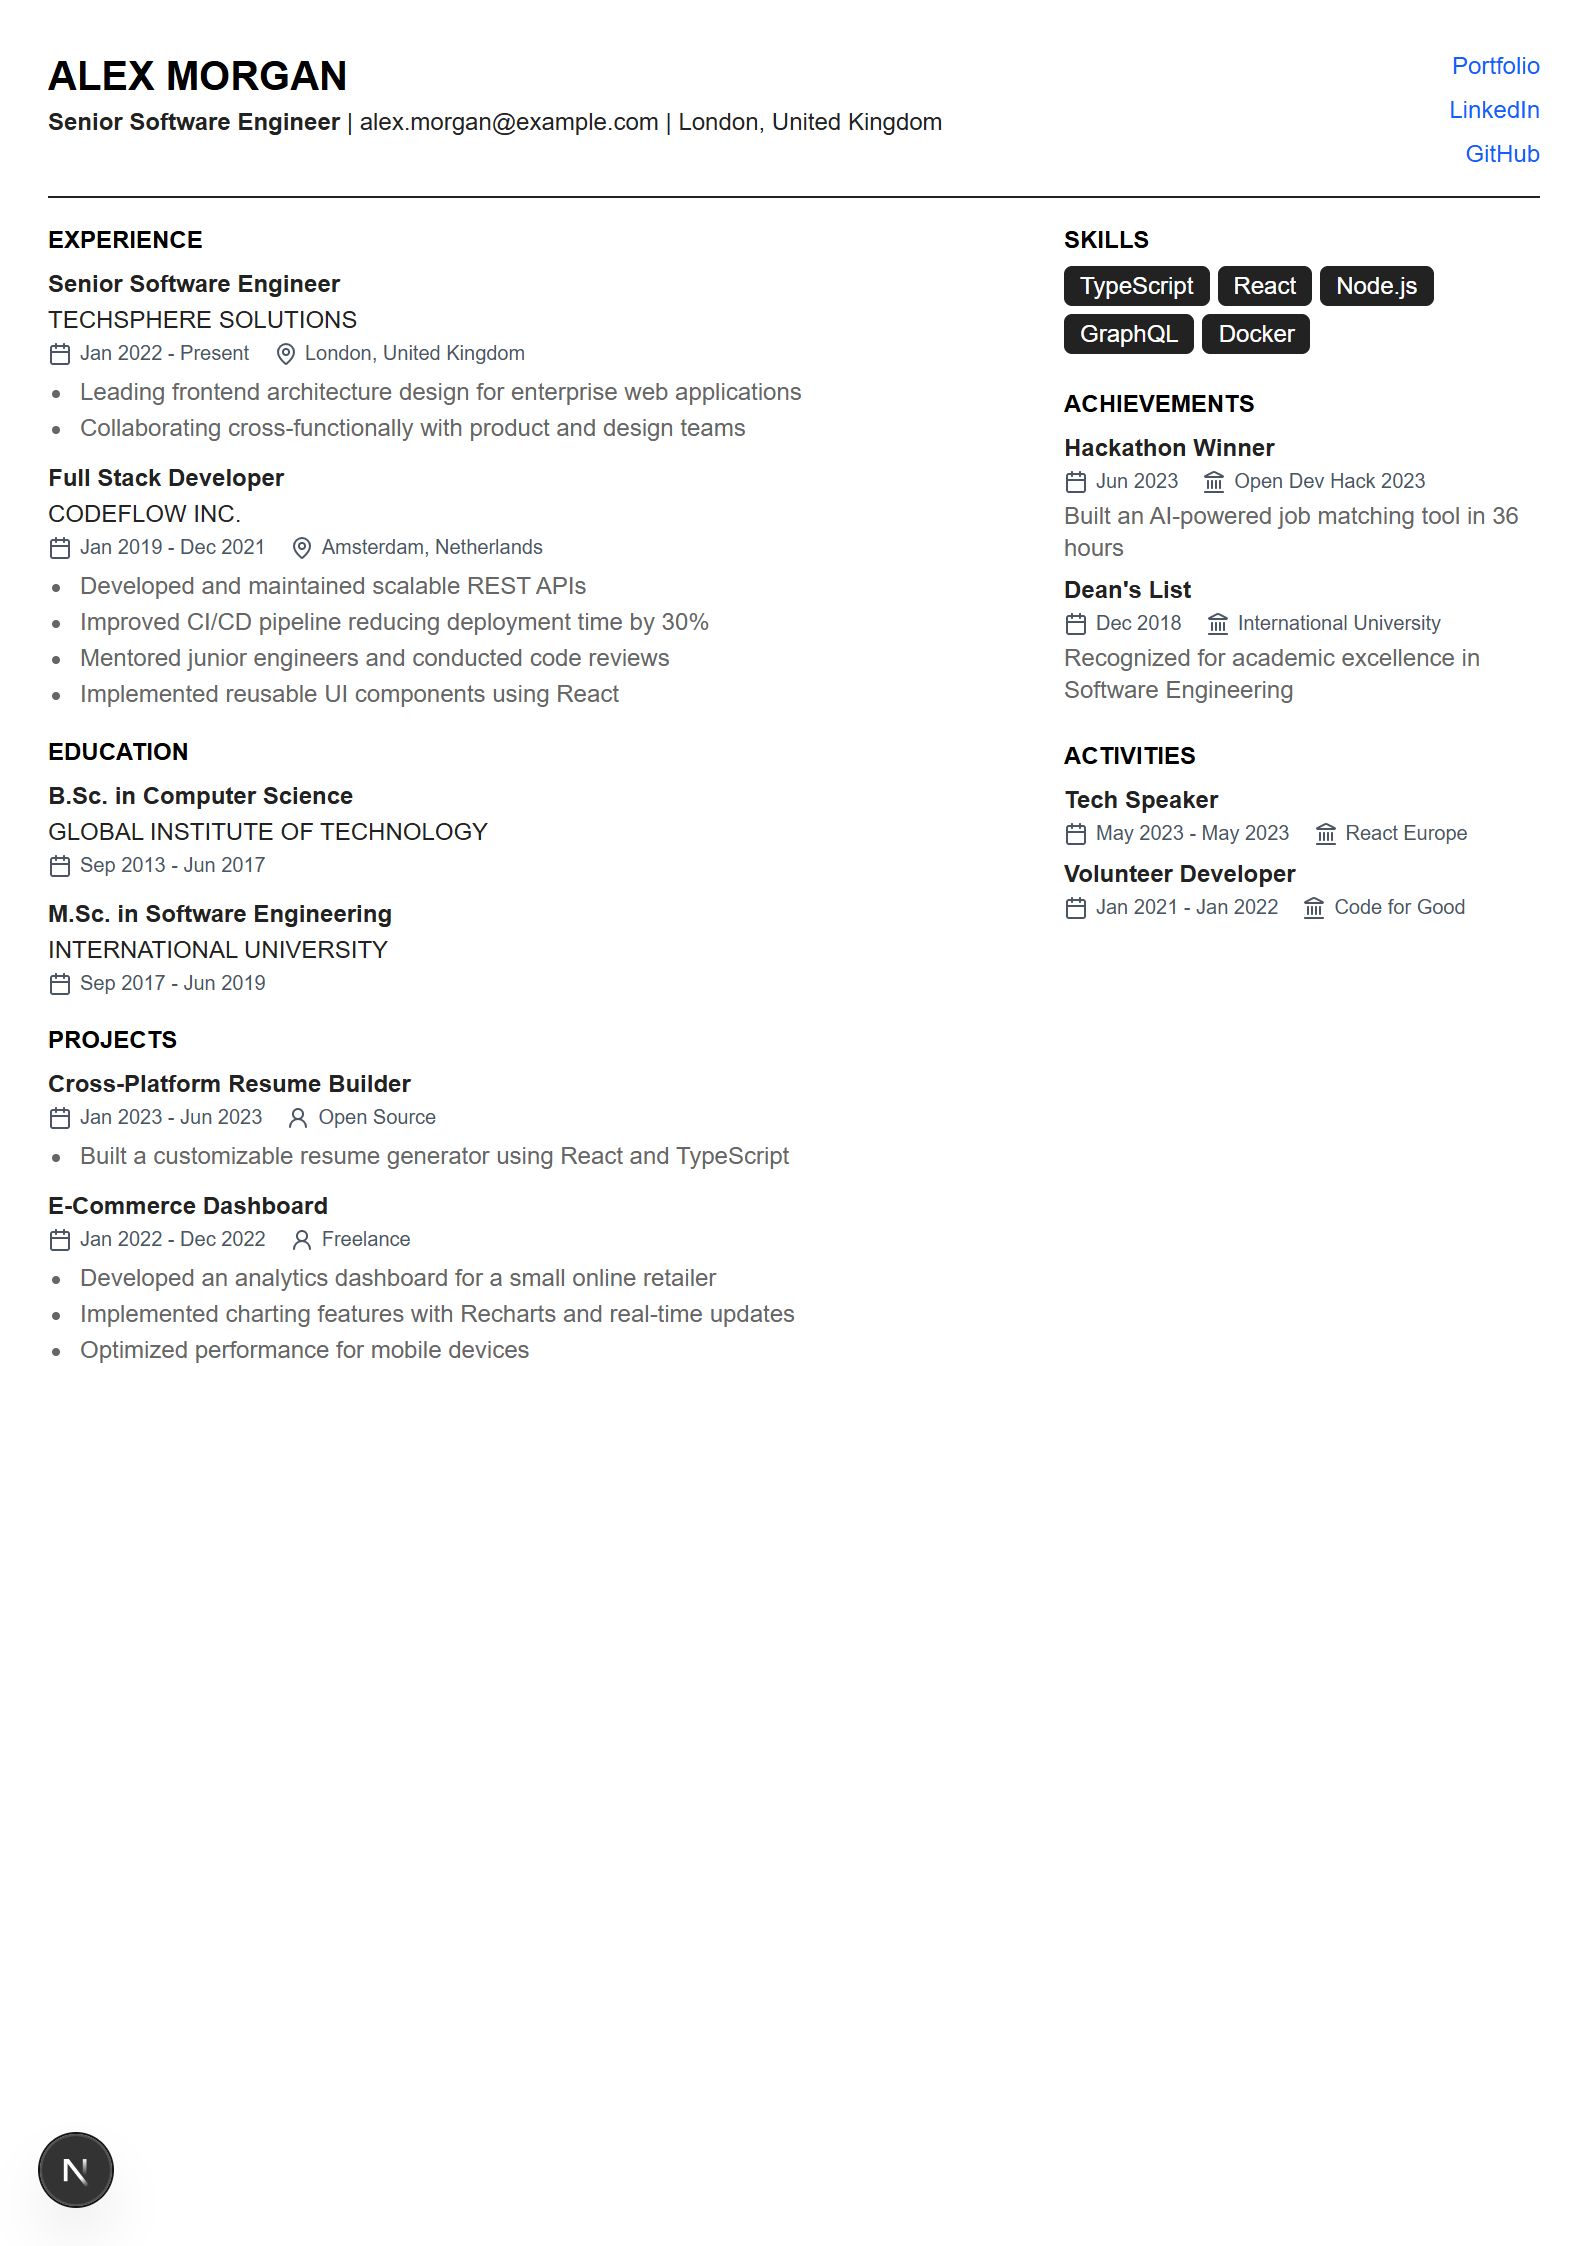 ALEX MORGAN
Senior Software Engineer | alex.morgan@example.com | London, United Kingdom
Portfolio
LinkedIn
GitHub
EXPERIENCE
Senior Software Engineer
TECHSPHERE SOLUTIONS
Jan 2022 - Present London, United Kingdom
Leading frontend architecture design for enterprise web applications
Collaborating cross-functionally with product and design teams
Full Stack Developer
CODEFLOW INC.
Jan 2019 - Dec 2021 Amsterdam, Netherlands
Developed and maintained scalable REST APIs
Improved CI/CD pipeline reducing deployment time by 30%
Mentored junior engineers and conducted code reviews
Implemented reusable UI components using React
EDUCATION
B.Sc. in Computer Science
GLOBAL INSTITUTE OF TECHNOLOGY
Sep 2013 - Jun 2017
M.Sc. in Software Engineering
INTERNATIONAL UNIVERSITY
Sep 2017 - Jun 2019
PROJECTS
Cross-Platform Resume Builder
Jan 2023 - Jun 2023 Open Source
Built a customizable resume generator using React and TypeScript
E-Commerce Dashboard
Jan 2022 - Dec 2022 Freelance
Developed an analytics dashboard for a small online retailer
Implemented charting features with Recharts and real-time updates
Optimized performance for mobile devices
SKILLS
TypeScript React Node.js
GraphQL Docker
ACHIEVEMENTS
Hackathon Winner
Jun 2023 Open Dev Hack 2023
Built an AI-powered job matching tool in 36
hours
Dean's List
Dec 2018 International University
Recognized for academic excellence in
Software Engineering
ACTIVITIES
Tech Speaker
May 2023 - May 2023 React Europe
Volunteer Developer
Jan 2021 - Jan 2022 Code for Good
N